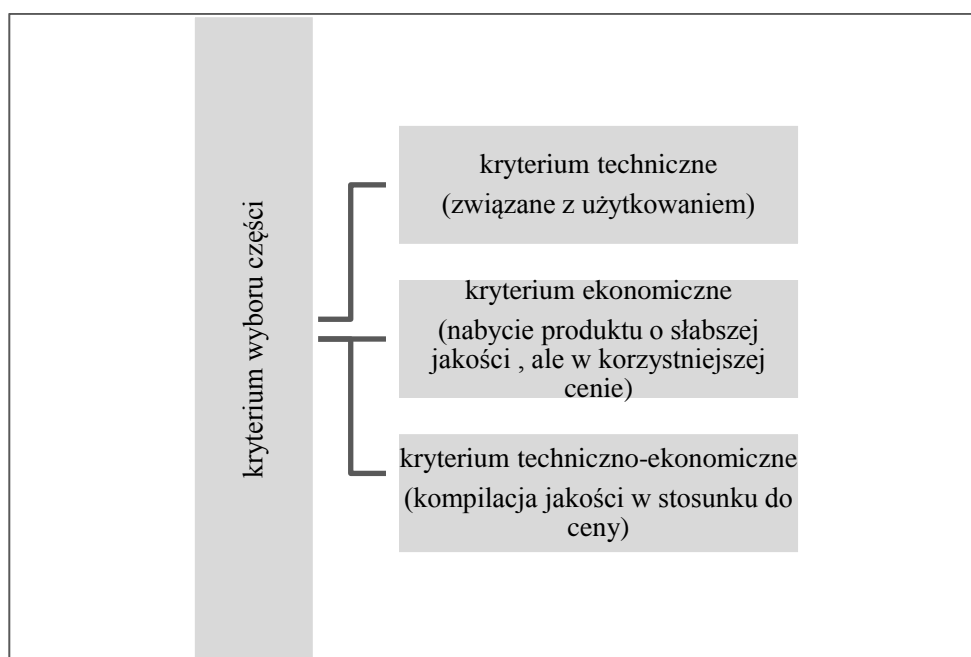 kryterium wyboru części
kryterium techniczne
(związane z użytkowaniem)
kryterium ekonomiczne
(nabycie produktu o słabszej
jakości , ale w korzystniejszej
cenie)
kryterium techniczno-ekonomiczne
(kompilacja jakości w stosunku do
ceny)